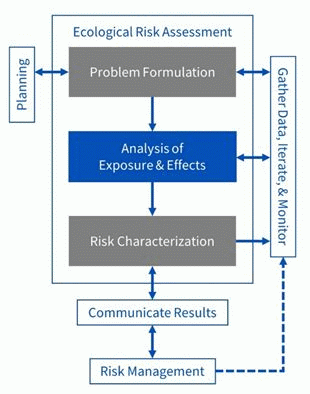 Ecological Risk Assessment
Planning
Problem Formulation
Gather Data, Iterate, & Monitor
Analysis of
Exposure & Effects
Risk Characterization
Communicate Results
Risk Management